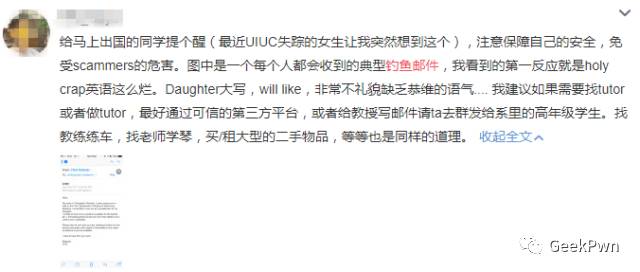 给马上出国的同学提个醒（最近UIUC失踪的女生让我突然想到这个），注意保障自己的安全，免
受scammers的危害。图中是一个每个人都会收到的典型钓鱼邮件，我看到的第一反应就是holy
crap英语这么烂。Daughter大写，will like，非常不礼貌缺乏恭维的语气.... 我建议如果需要找tutor
或者做tutor，最好通过可信的第三方平台，或者给教授写邮件请ta去群发给系里的高年级学生。找
教练练车，找老师学琴，买/租大型的二手物品，等等也是同样的道理。 收起全文
GeekPwn